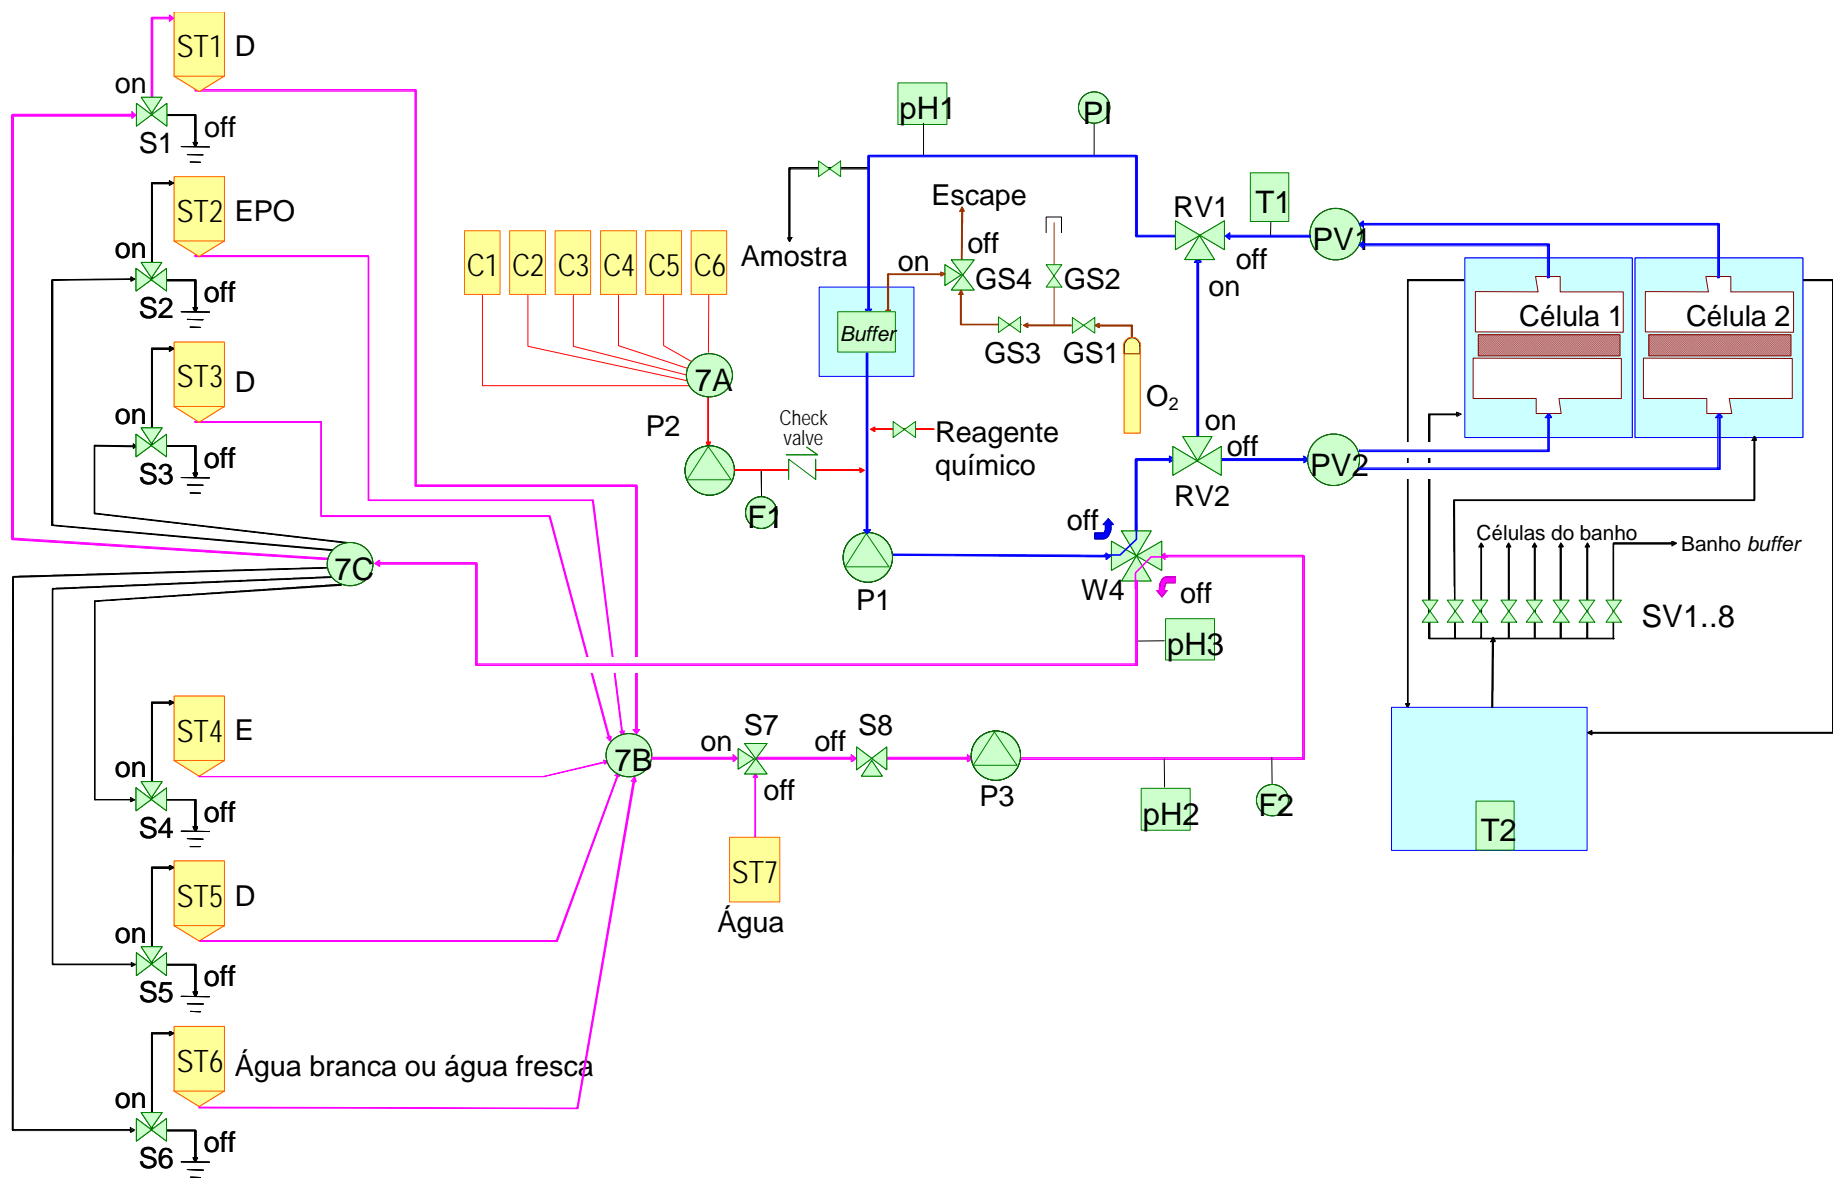 ST1 D
on
off
S1
ST2 EPO
on
off
S2
ST3 D
on
off
S3
7C
ST4 E
on
off
S4
ST5 D
on
off
S5
ST6 Água branca ou água fresca
on
off
S6
C1 C2 C3 C4 C5 C6
7A
P2
F1
Check
valve
pH1
PI
Amostra
Escape
off
on
GS4
GS2
GS3
GS1
O₂
Buffer
Reagente
químico
P1
RV1
off
on
T1
PV1
on
off
RV2
PV2
off
W4
off
pH3
7B
on
S7
off
off
S8
P3
pH2
F2
ST7
Água
Célula 1
Célula 2
Células do banho
Banho buffer
SV1..8
T2